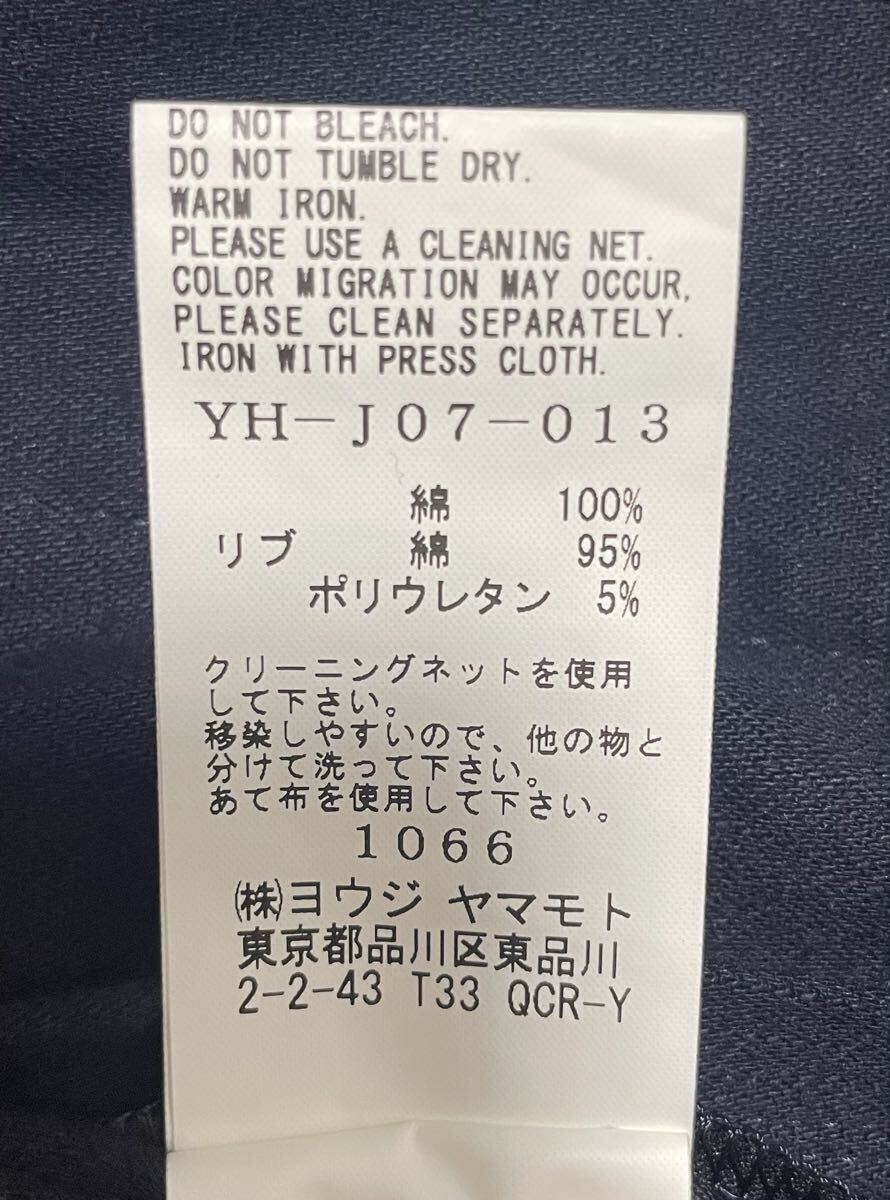 DO NOT BLEACH.
DO NOT TUMBLE DRY.
WARM IRON.
PLEASE USE A CLEANING NET.
COLOR MIGRATION MAY OCCUR,
PLEASE CLEAN SEPARATELY.
IRON WITH PRESS CLOTH.
YH-J07-013
綿 100%
リブ 綿 95%
ポリウレタン 5%
クリーニングネットを使用
して下さい。
移染しやすいので、他の物と
分けて洗って下さい。
あて布を使用して下さい。
1066
㈱ヨウジ ヤマモト
東京都品川区東品川
2-2-43 T33 QCR-Y